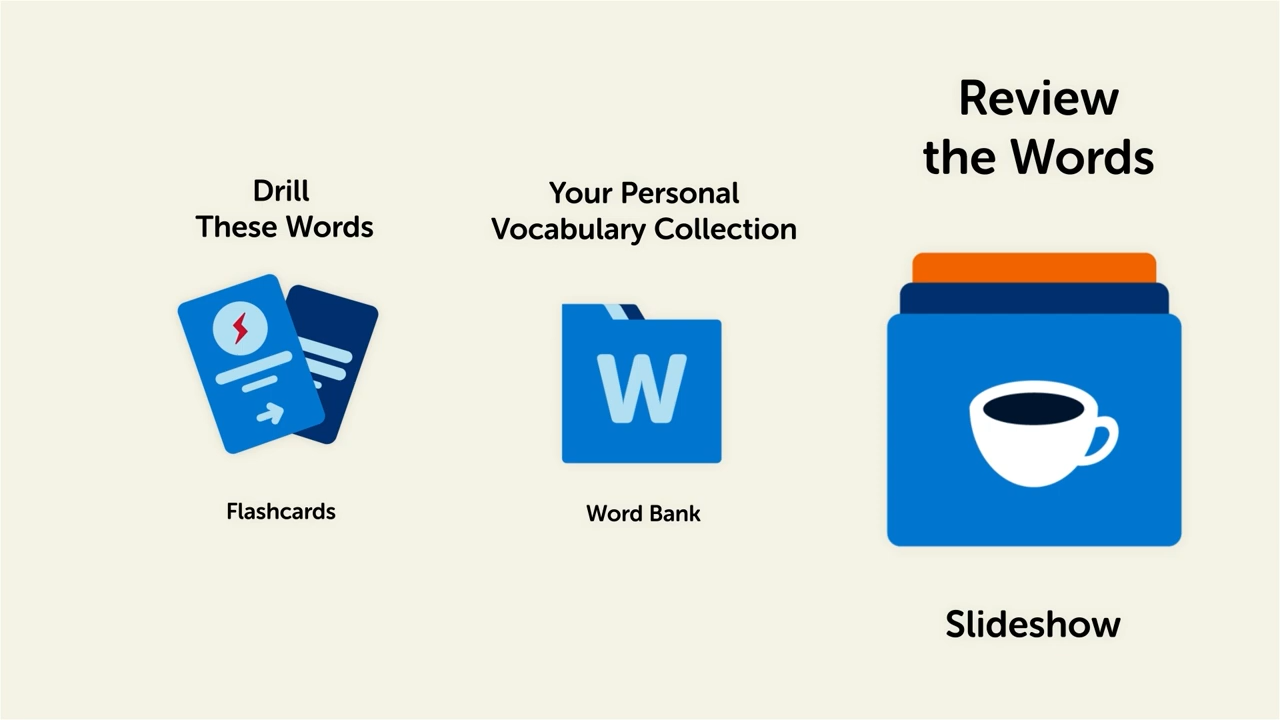 Drill
These Words
Flashcards
Your Personal
Vocabulary Collection
W
Word Bank
Review
the Words
Slideshow